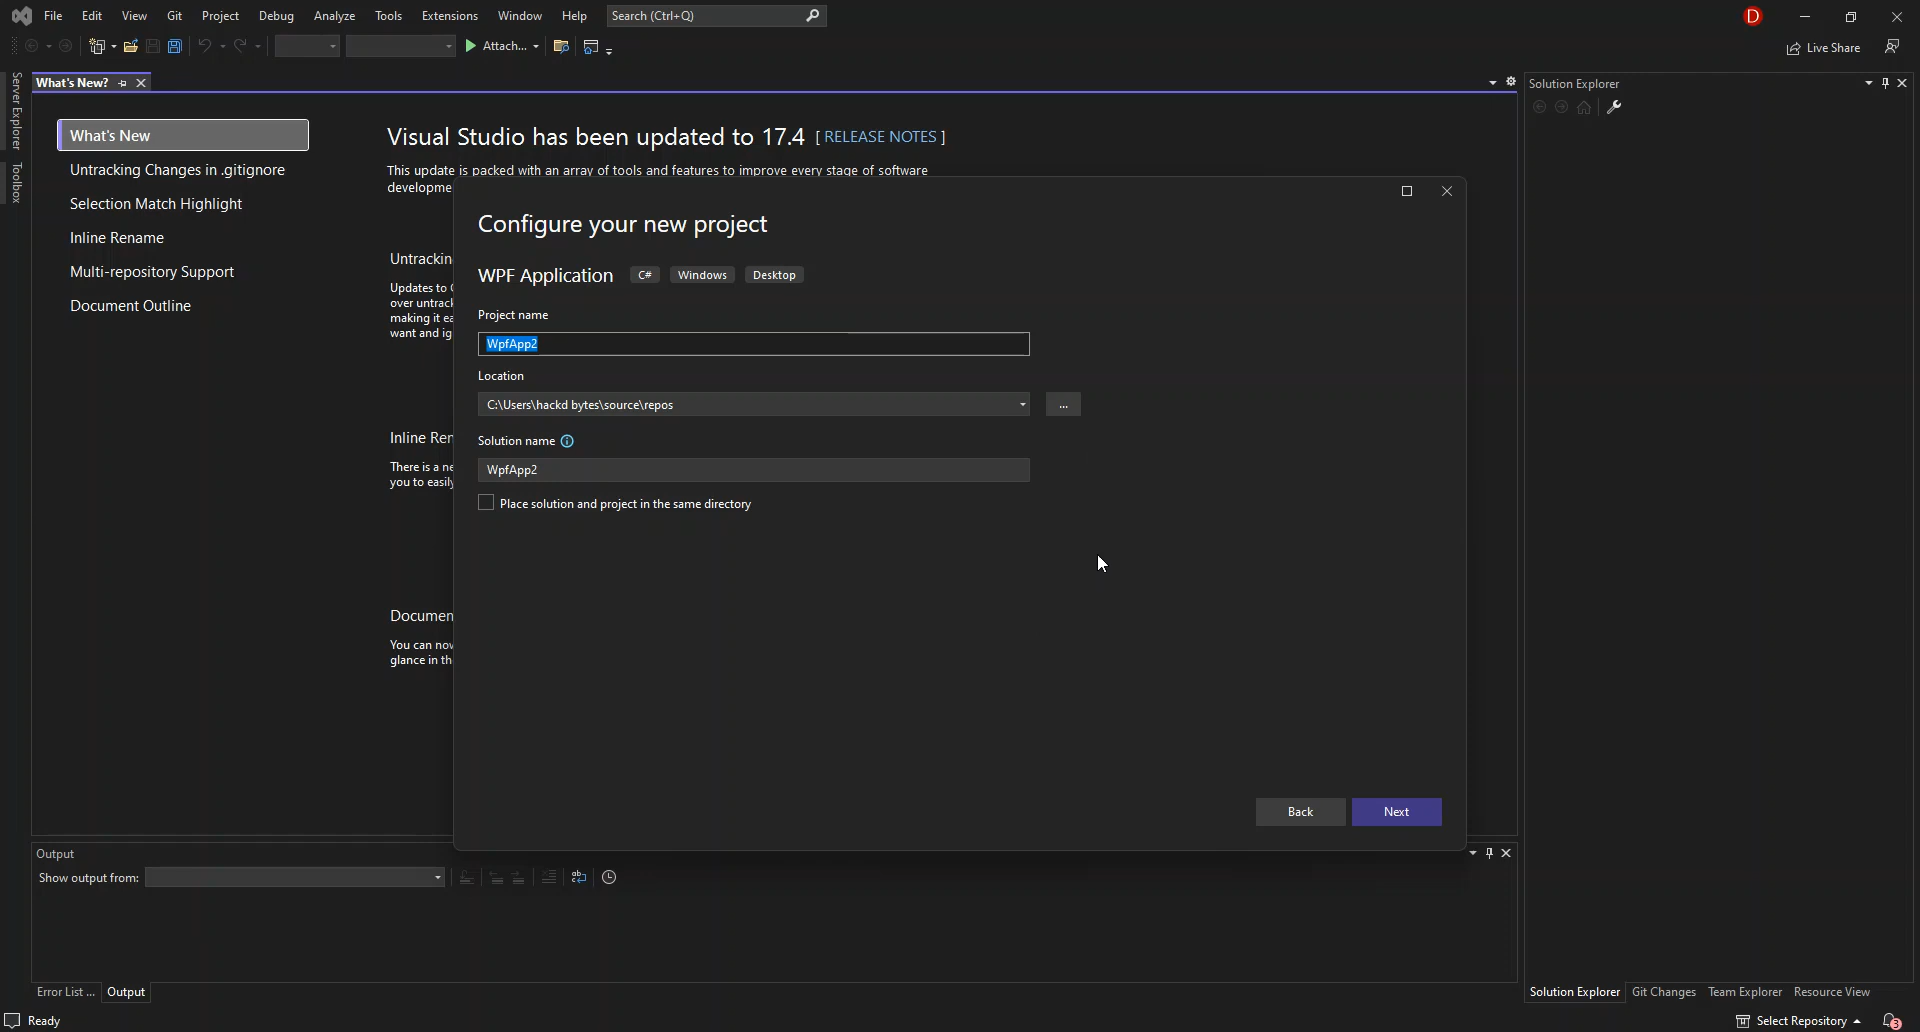 File Edit View Git Project Debug Analyze Tools Extensions Window Help Search (Ctrl+Q) D
Attach... Live Share
Server Explorer
Toolbox
What's New?
Solution Explorer
What's New
Untracking Changes in .gitignore
Selection Match Highlight
Inline Rename
Multi-repository Support
Document Outline
Visual Studio has been updated to 17.4 [ RELEASE NOTES ]
This update is packed with an array of tools and features to improve every stage of software
developme
Untrackin
Updates to
over untrac
making it ea
want and ig
Inline Ren
There is a ne
you to easily
Documen
You can now
glance in th
Configure your new project
WPF Application C# Windows Desktop
Project name
WpfApp2
Location
C:\Users\hackd bytes\source\repos
...
Solution name
WpfApp2
Place solution and project in the same directory
Back Next
Output
Show output from:
Error List ... Output
Solution Explorer Git Changes Team Explorer Resource View
Ready
Select Repository 3